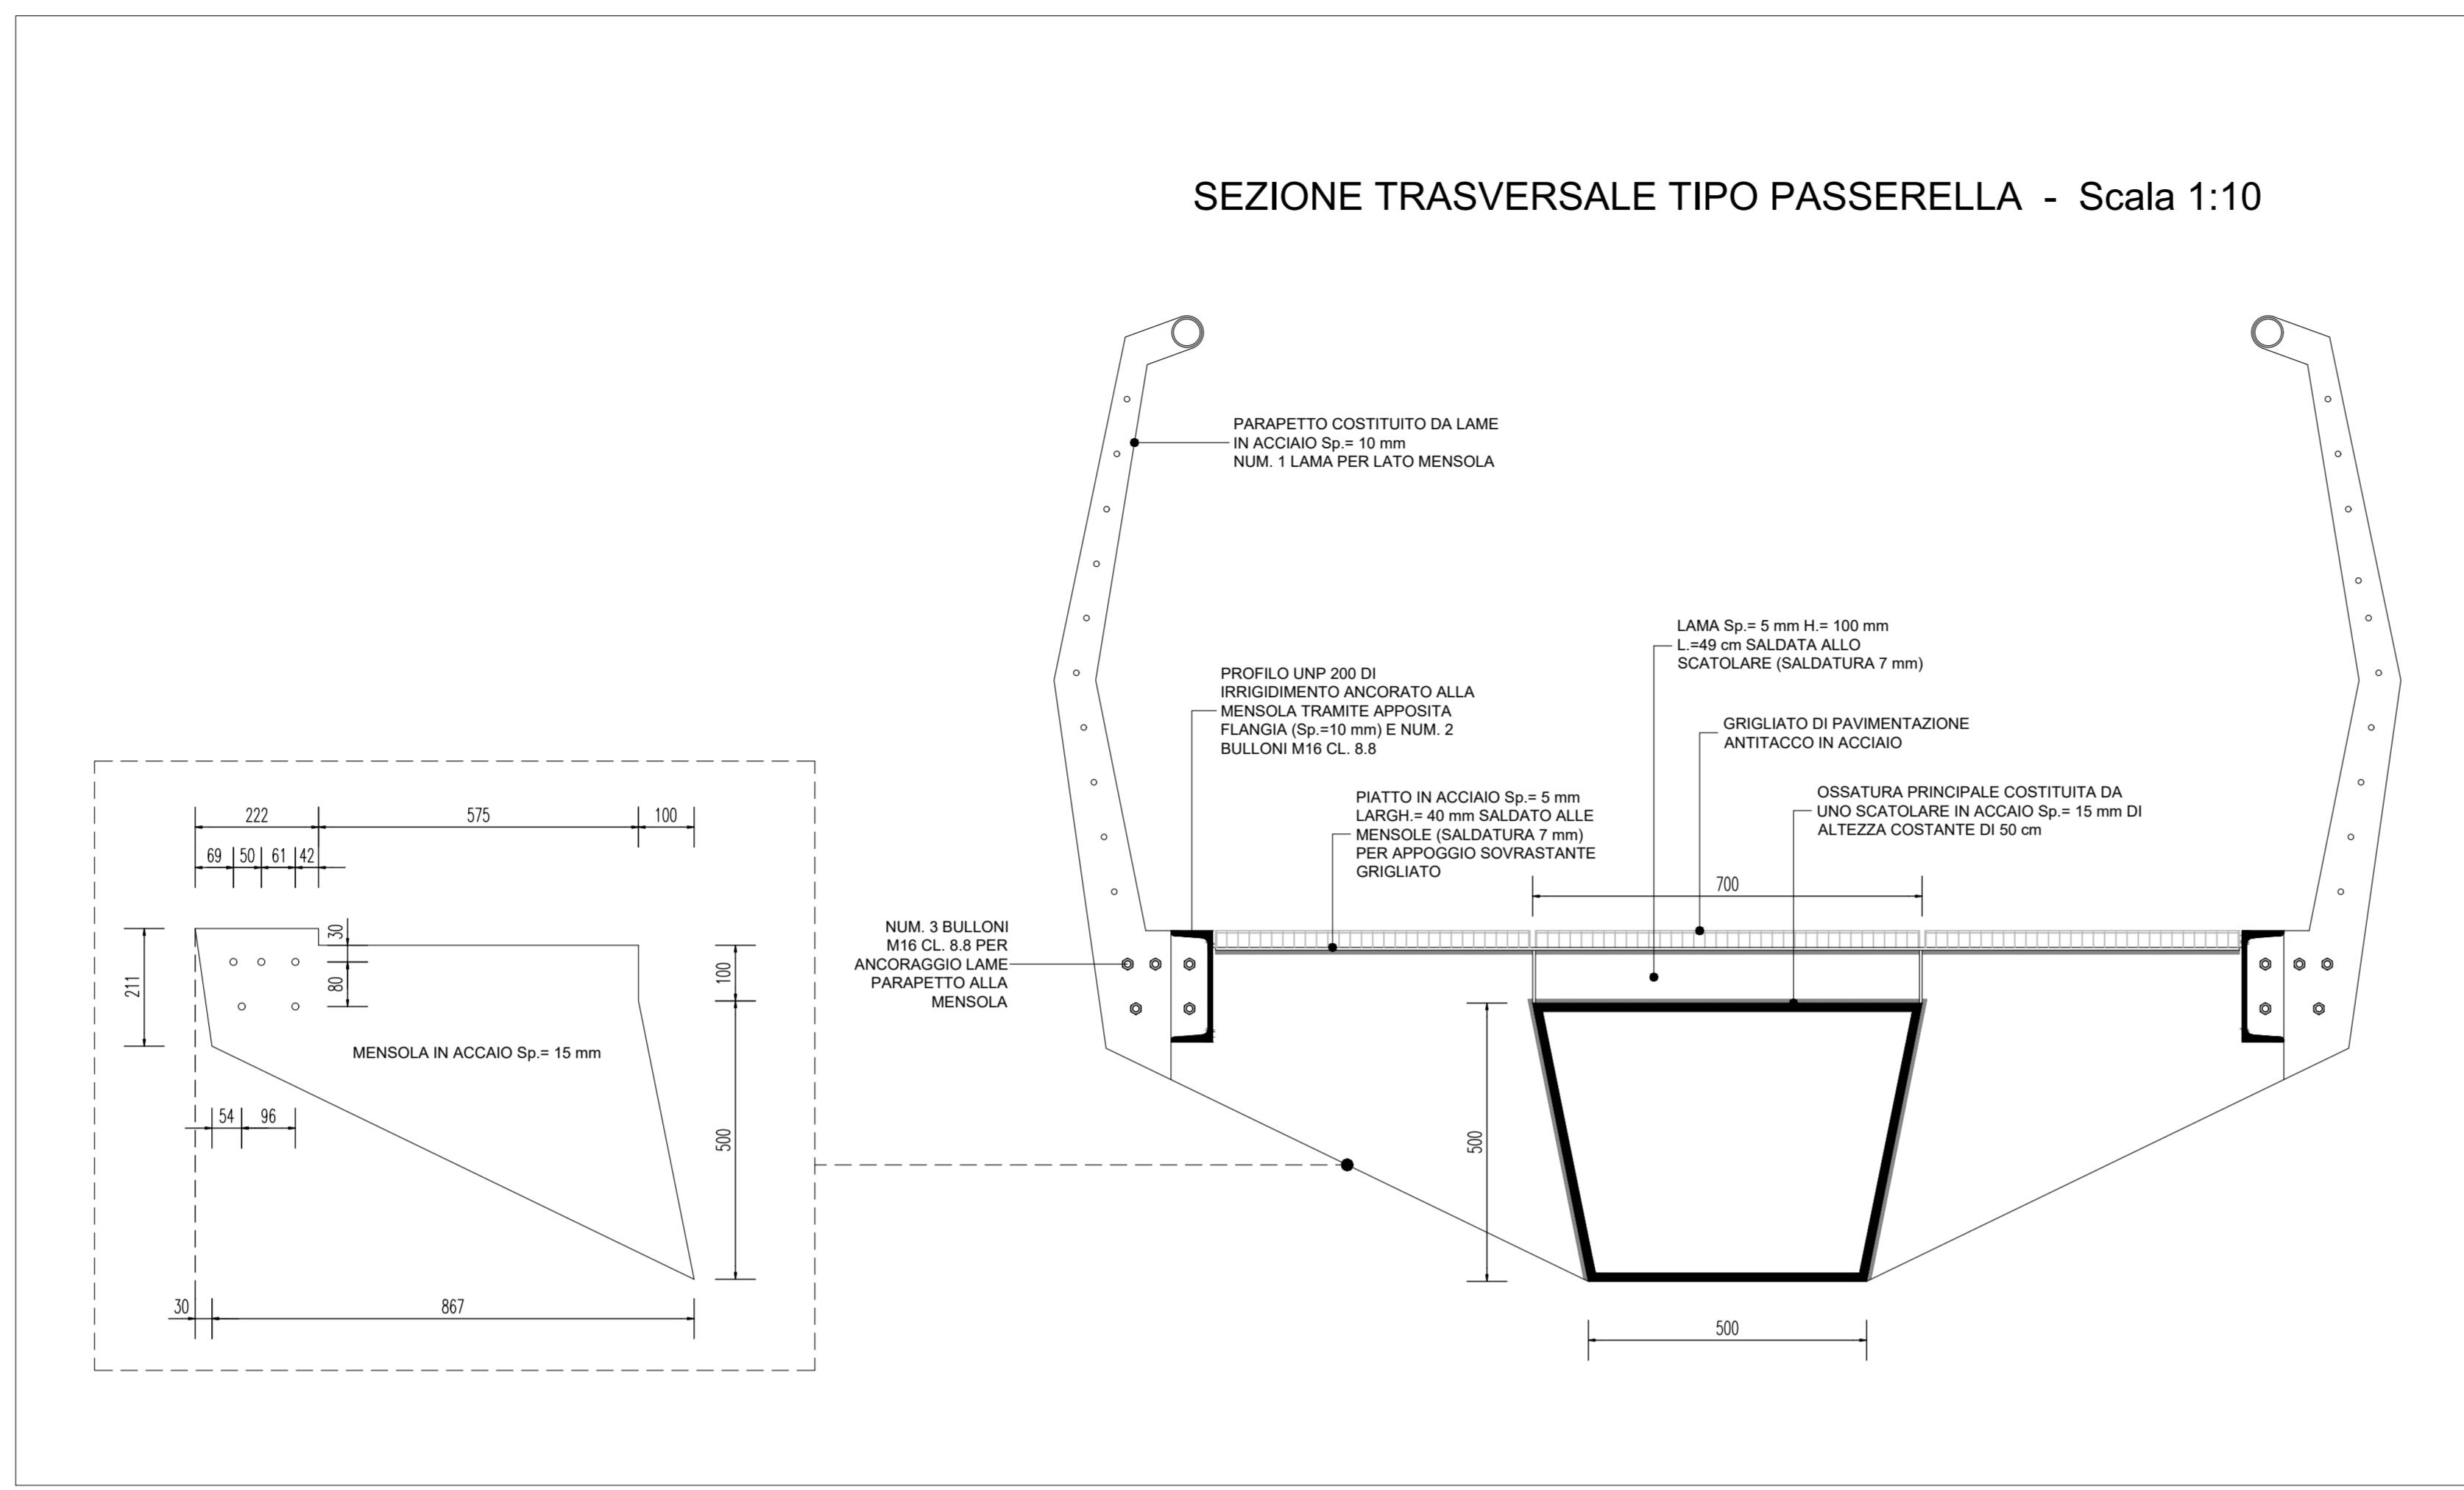 SEZIONE TRASVERSALE TIPO PASSERELLA - Scala 1:10
PARAPETTO COSTITUITO DA LAME
IN ACCIAIO Sp.= 10 mm
NUM. 1 LAMA PER LATO MENSOLA
LAMA Sp.= 5 mm H.= 100 mm
L.=49 cm SALDATA ALLO
SCATOLARE (SALDATURA 7 mm)
PROFILO UNP 200 DI
IRRIGIDIMENTO ANCORATO ALLA
MENSOLA TRAMITE APPOSITA
FLANGIA (Sp.=10 mm) E NUM. 2
BULLONI M16 CL. 8.8
GRIGLIATO DI PAVIMENTAZIONE
ANTITACCO IN ACCIAIO
PIATTO IN ACCIAIO Sp.= 5 mm
LARGH.= 40 mm SALDATO ALLE
MENSOLE (SALDATURA 7 mm)
PER APPOGGIO SOVRASTANTE
GRIGLIATO
OSSATURA PRINCIPALE COSTITUITA DA
UNO SCATOLARE IN ACCAIO Sp.= 15 mm DI
ALTEZZA COSTANTE DI 50 cm
700
NUM. 3 BULLONI
M16 CL. 8.8 PER
ANCORAGGIO LAME
PARAPETTO ALLA
MENSOLA
500
500
222 575 100
69 50 61 42
30
211
80
100
MENSOLA IN ACCAIO Sp.= 15 mm
54 96
500
30 867